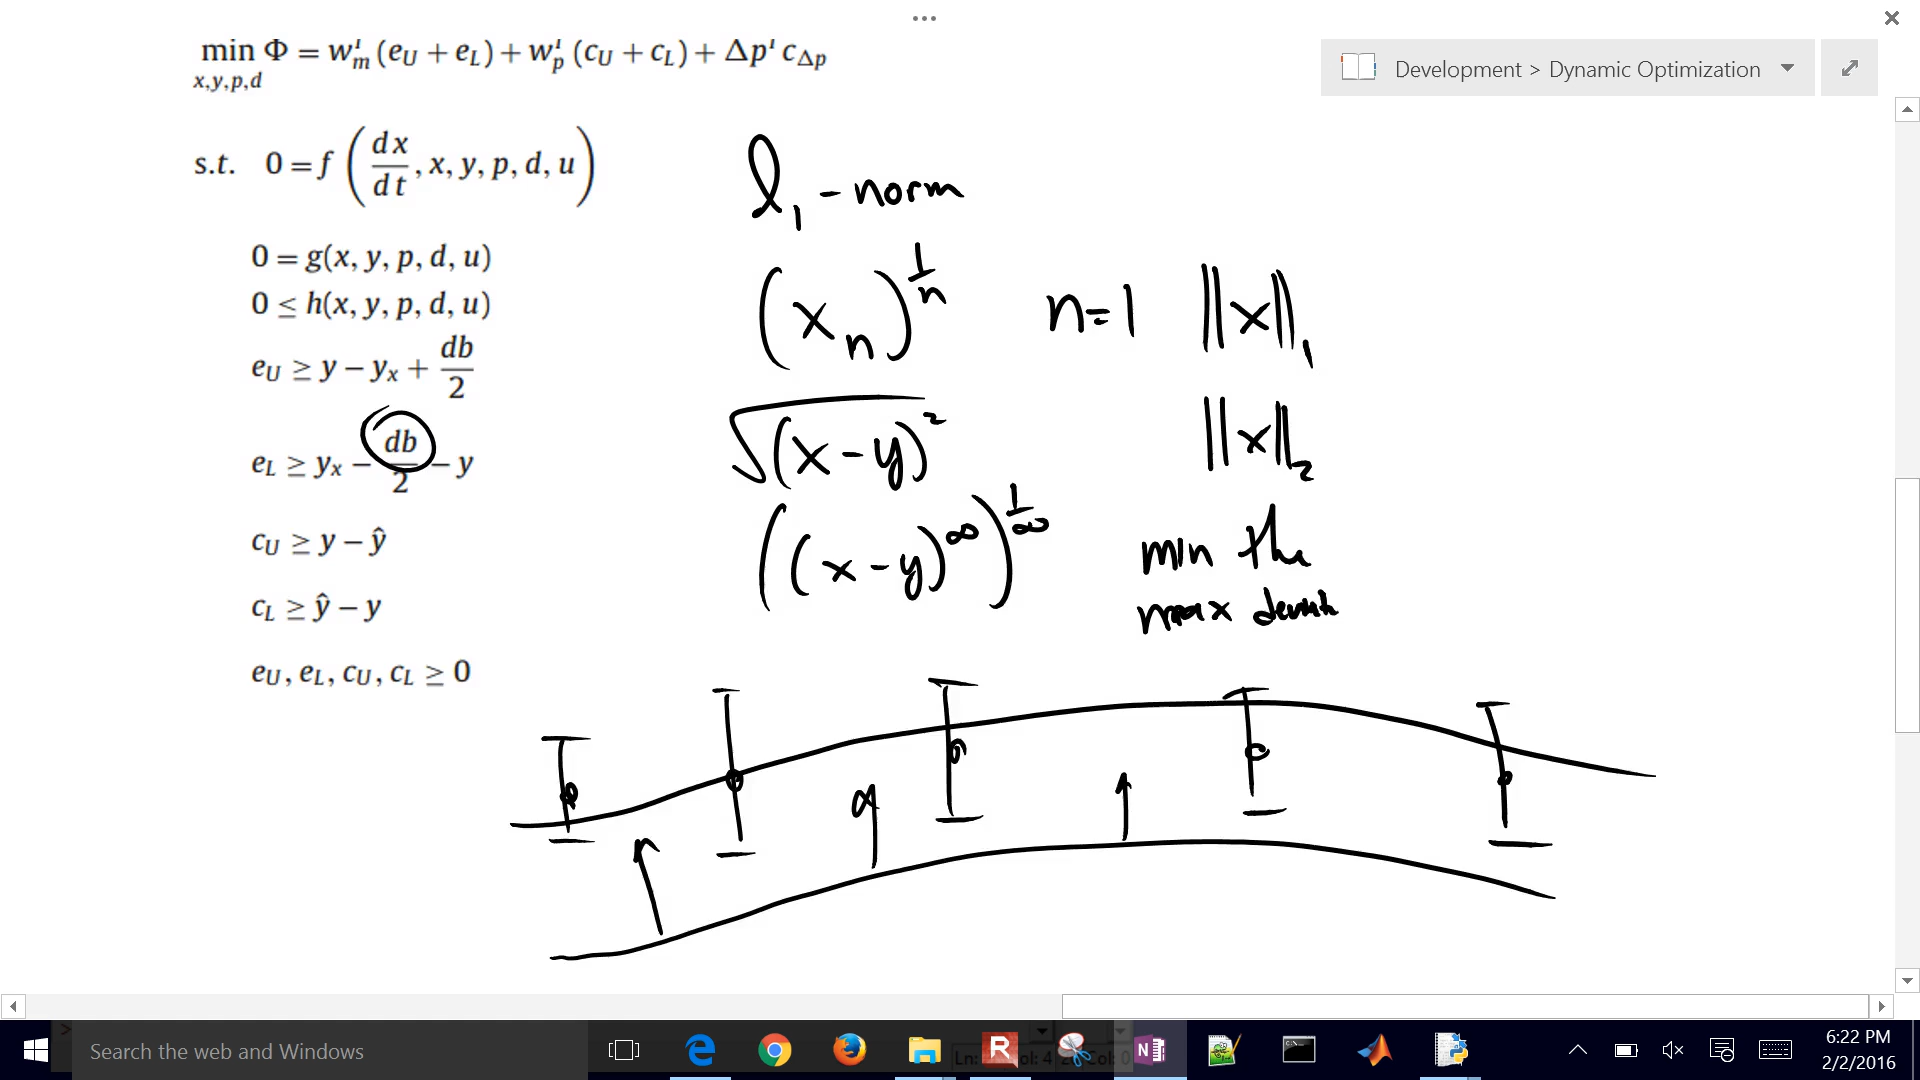 min Φ = w'ₘ (e_U + e_L) + w'ₚ (c_U + c_L) + Δp' c_Δp
x,y,p,d
s.t. 0 = f (dx/dt, x, y, p, d, u)
0 = g(x, y, p, d, u)
0 ≤ h(x, y, p, d, u)
e_U ≥ y − yₓ + db/2
e_L ≥ yₓ − db/2 − y
c_U ≥ y − ŷ
c_L ≥ ŷ − y
e_U, e_L, c_U, c_L ≥ 0
Development > Dynamic Optimization
l₁ - norm
(xₙ)^(1/n) n=1 ||x||₁
√(x-y)² ||x||₂
((x-y)^∞)^(1/∞) min the
max
Search the web and Windows
6:22 PM
2/2/2016